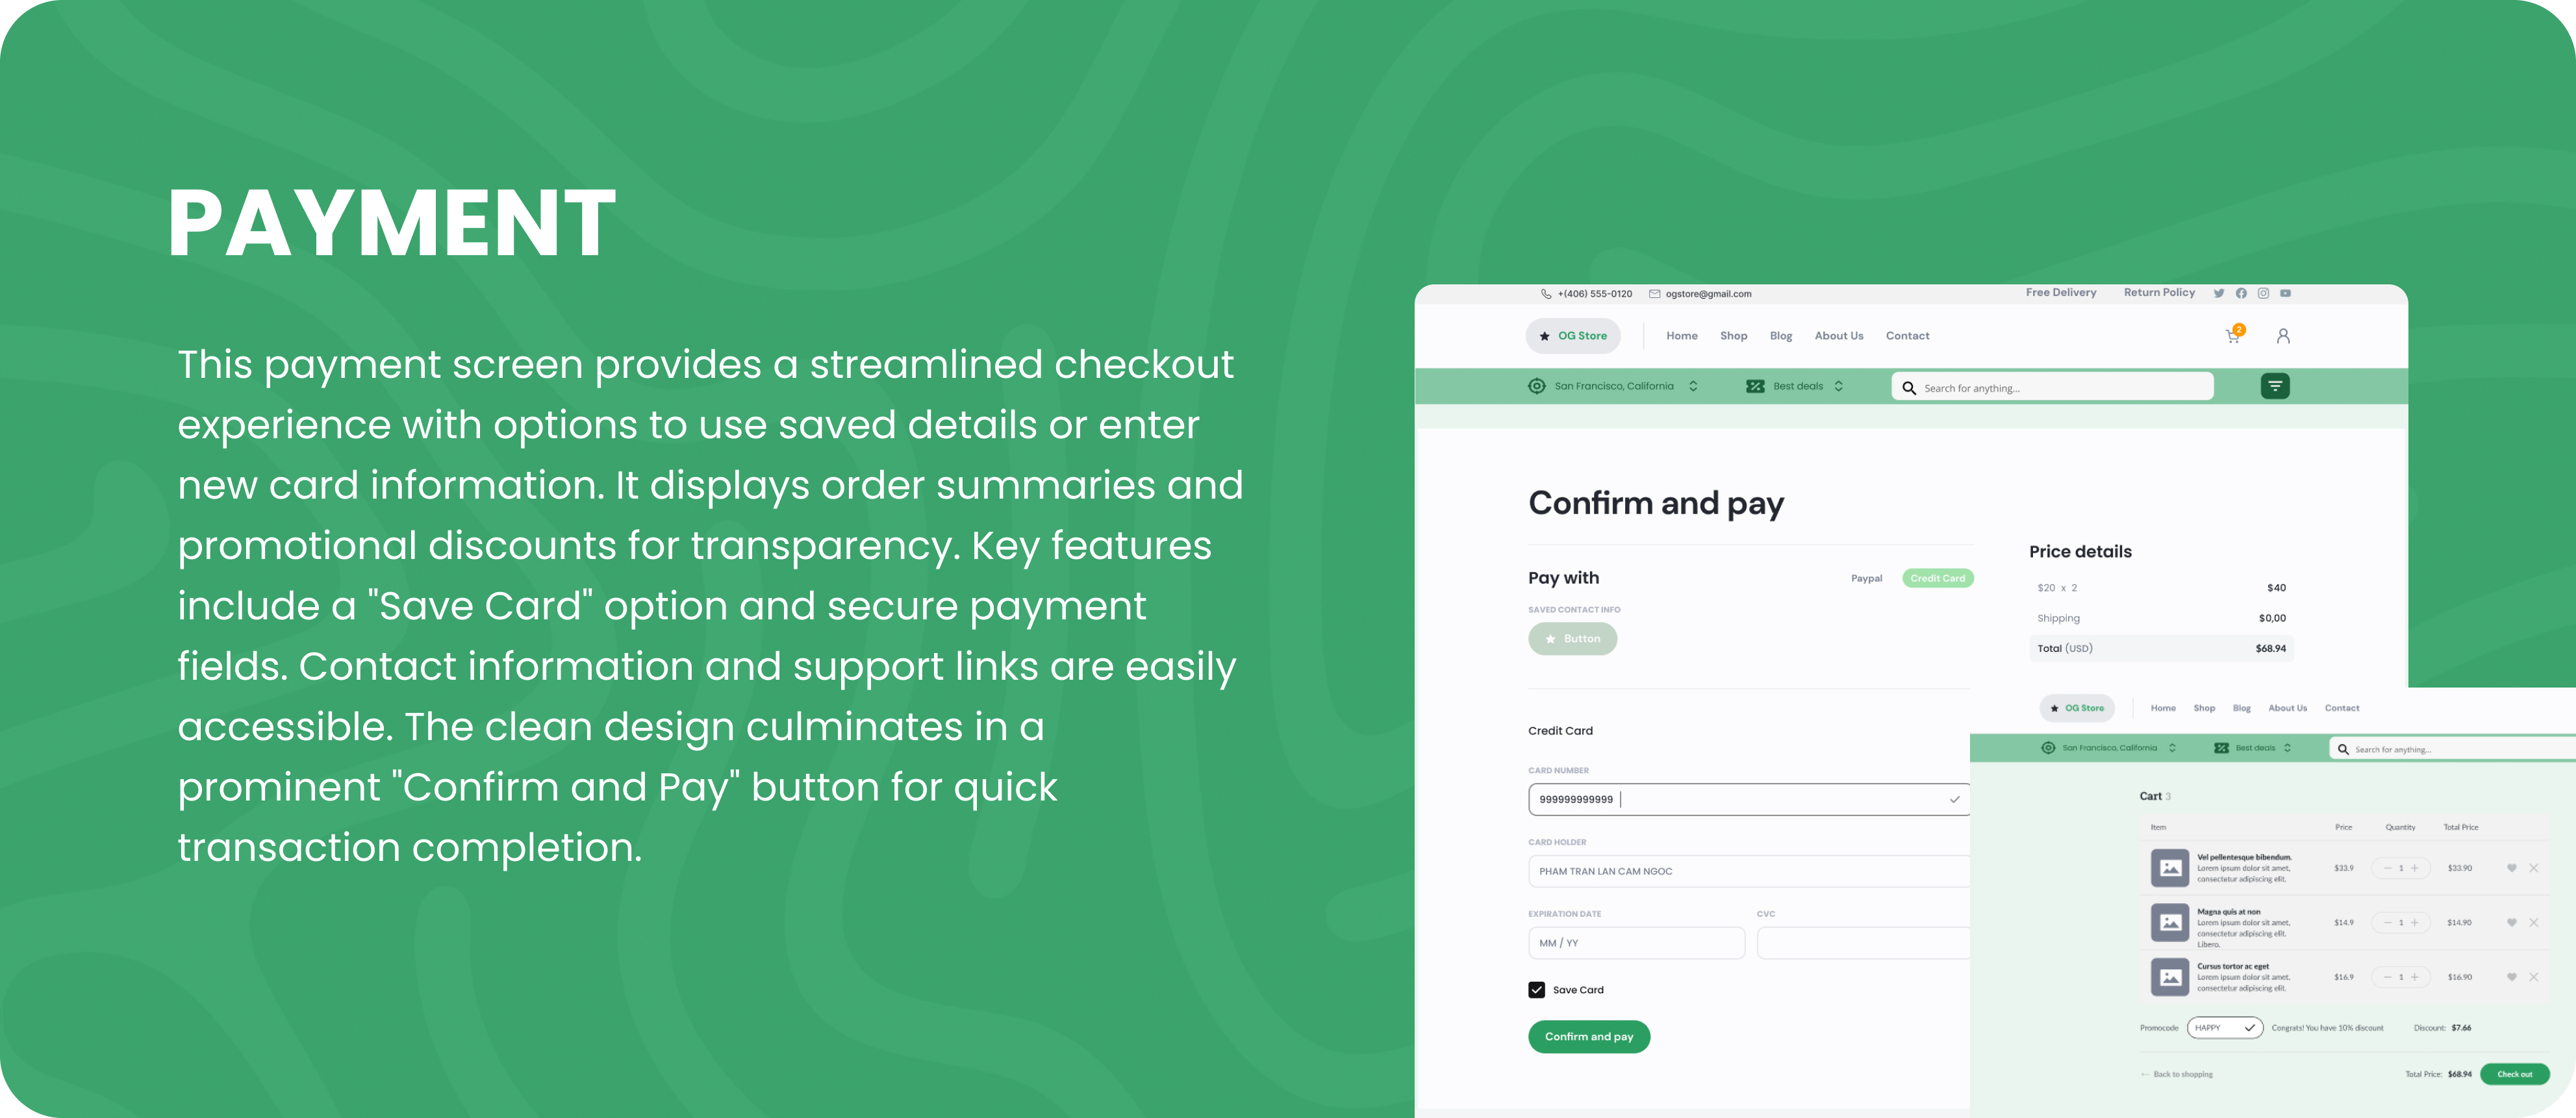 PAYMENT
This payment screen provides a streamlined checkout
experience with options to use saved details or enter
new card information. It displays order summaries and
promotional discounts for transparency. Key features
include a "Save Card" option and secure payment
fields. Contact information and support links are easily
accessible. The clean design culminates in a
prominent "Confirm and Pay" button for quick
transaction completion.
+(406) 555-0120 ogstore@gmail.com Free Delivery Return Policy
OG Store Home Shop Blog About Us Contact 2
San Francisco, California Best deals Search for anything...
Confirm and pay
Pay with Paypal Credit Card
SAVED CONTACT INFO
Button
Credit Card
CARD NUMBER
999999999999
CARD HOLDER
PHAM TRAN LAN CAM NGOC
EXPIRATION DATE CVC
MM / YY
Save Card
Confirm and pay
Price details
$20 x 2 $40
Shipping $0,00
Total (USD) $68.94
OG Store Home Shop Blog About Us Contact
San Francisco, California Best deals Search for anything...
Cart 3
Item Price Quantity Total Price
Vel pellentesque bibendum.
Lorem ipsum dolor sit amet,
consectetur adipiscing elit.
$33.9 1 $33.90
Magna quis at non
Lorem ipsum dolor sit amet,
consectetur adipiscing elit.
Libero.
$14.9 1 $14.90
Cursus tortor ac eget
Lorem ipsum dolor sit amet,
consectetur adipiscing elit.
$16.9 1 $16.90
Promocode HAPPY Congrats! You have 10% discount Discount: $7.66
← Back to shopping Total Price: $68.94 Check out